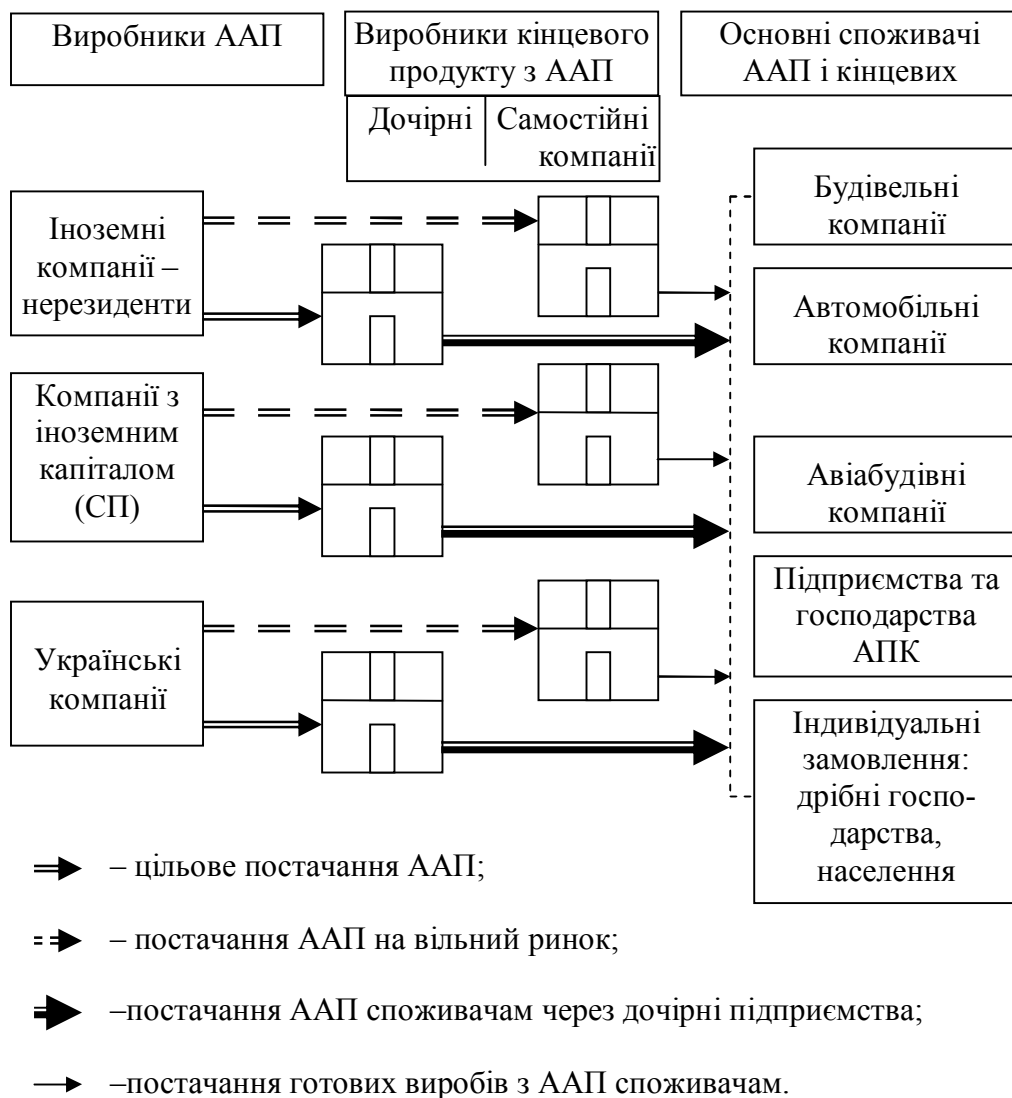 Виробники ААП
Виробники кінцевого
продукту з ААП
Дочірні
Самостійні
компанії
Основні споживачі
ААП і кінцевих
Іноземні
компанії –
нерезиденти
Компанії з
іноземним
капіталом
(СП)
Українські
компанії
Будівельні
компанії
Автомобільні
компанії
Авіабудівні
компанії
Підприємства та
господарства
АПК
Індивідуальні
замовлення:
дрібні госпо-
дарства,
населення
– цільове постачання ААП;
– постачання ААП на вільний ринок;
–постачання ААП споживачам через дочірні підприємства;
–постачання готових виробів з ААП споживачам.